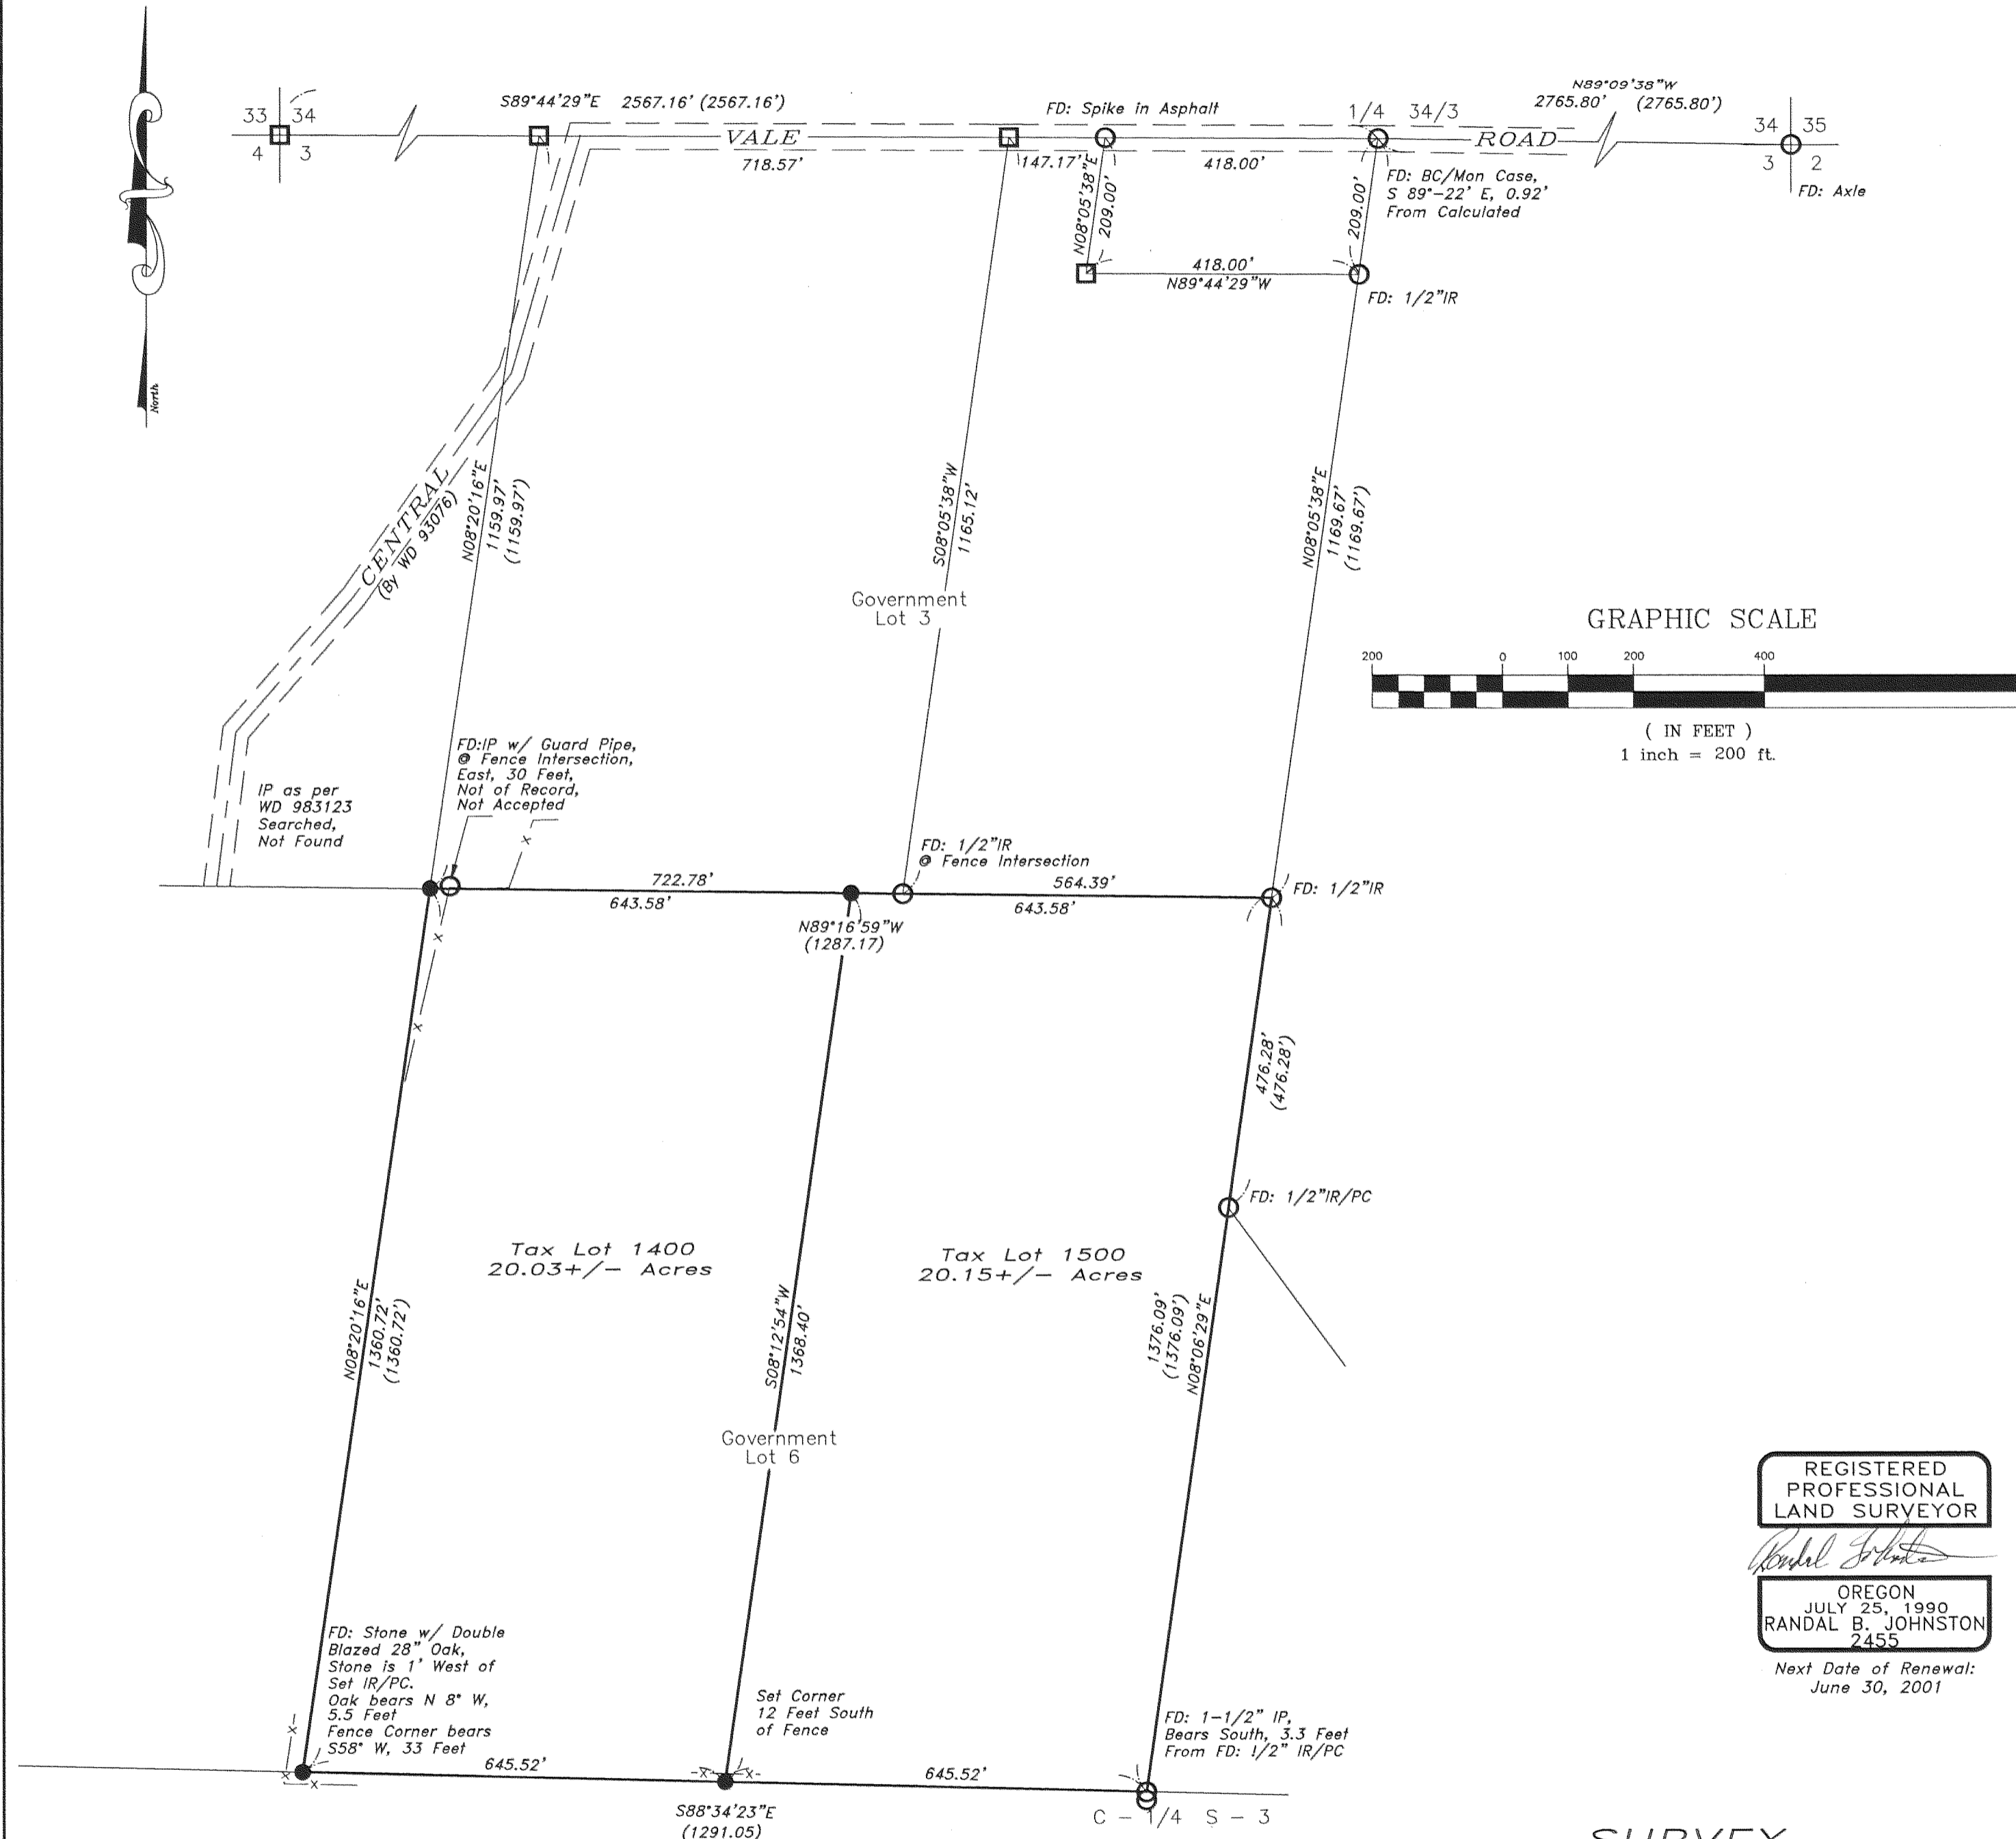 N89°09'38"W
2765.80' (2765.80')
S89°44'29"E 2567.16' (2567.16')
FD: Spike in Asphalt
1/4 34/3
33 34
4 3
VALE
ROAD
34 35
3 2
FD: Axle
718.57'
147.17'
418.00'
FD: BC/Mon Case,
S 89°-22' E, 0.92'
From Calculated
N08°05'38"E
209.00'
209.00'
418.00'
N89°44'29"W
FD: 1/2"IR
North
CENTRAL
(By WD 93076)
N08°20'16"E
1159.97'
(1159.97')
S08°05'38"W
1165.12'
N08°05'38"E
1169.67'
(1169.67')
Government
Lot 3
GRAPHIC SCALE
200 0 100 200 400
( IN FEET )
1 inch = 200 ft.
FD:IP w/ Guard Pipe,
@ Fence Intersection,
East, 30 Feet,
Not of Record,
Not Accepted
IP as per
WD 983123
Searched,
Not Found
x
FD: 1/2"IR
@ Fence Intersection
722.78'
564.39'
FD: 1/2"IR
643.58'
643.58'
N89°16'59"W
(1287.17)
x
x
476.28'
(476.28')
FD: 1/2"IR/PC
Tax Lot 1400
20.03+/- Acres
Tax Lot 1500
20.15+/- Acres
N08°20'16"E
1360.72'
(1360.72')
S08°12'54"W
1368.40'
1376.09'
(1376.09')
N08°06'29"E
Government
Lot 6
REGISTERED
PROFESSIONAL
LAND SURVEYOR
OREGON
JULY 25, 1990
RANDAL B. JOHNSTON
2455
Next Date of Renewal:
June 30, 2001
FD: Stone w/ Double
Blazed 28" Oak,
Stone is 1' West of
Set IR/PC.
Oak bears N 8° W,
5.5 Feet
Fence Corner bears
S58° W, 33 Feet
Set Corner
12 Feet South
of Fence
FD: 1-1/2" IP,
Bears South, 3.3 Feet
From FD: 1/2" IR/PC
x
x
x
645.52'
-x-x-
645.52'
S88°34'23"E
(1291.05)
C - 1/4 S - 3
SURVEY